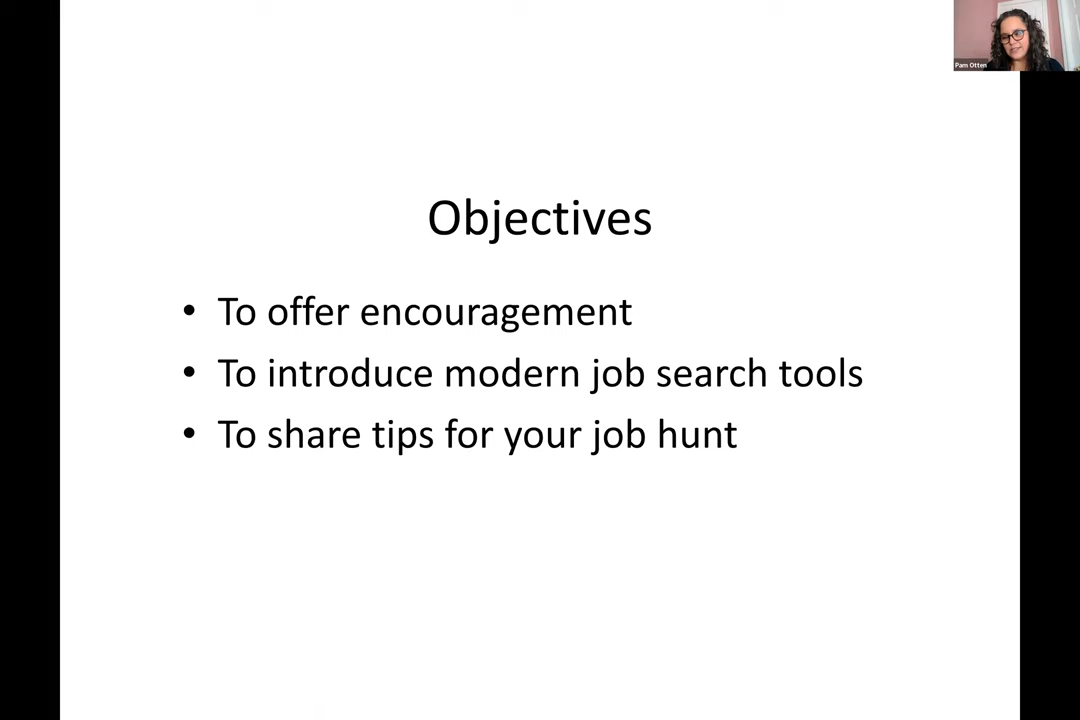 Pam Otten
Objectives
• To offer encouragement
• To introduce modern job search tools
• To share tips for your job hunt